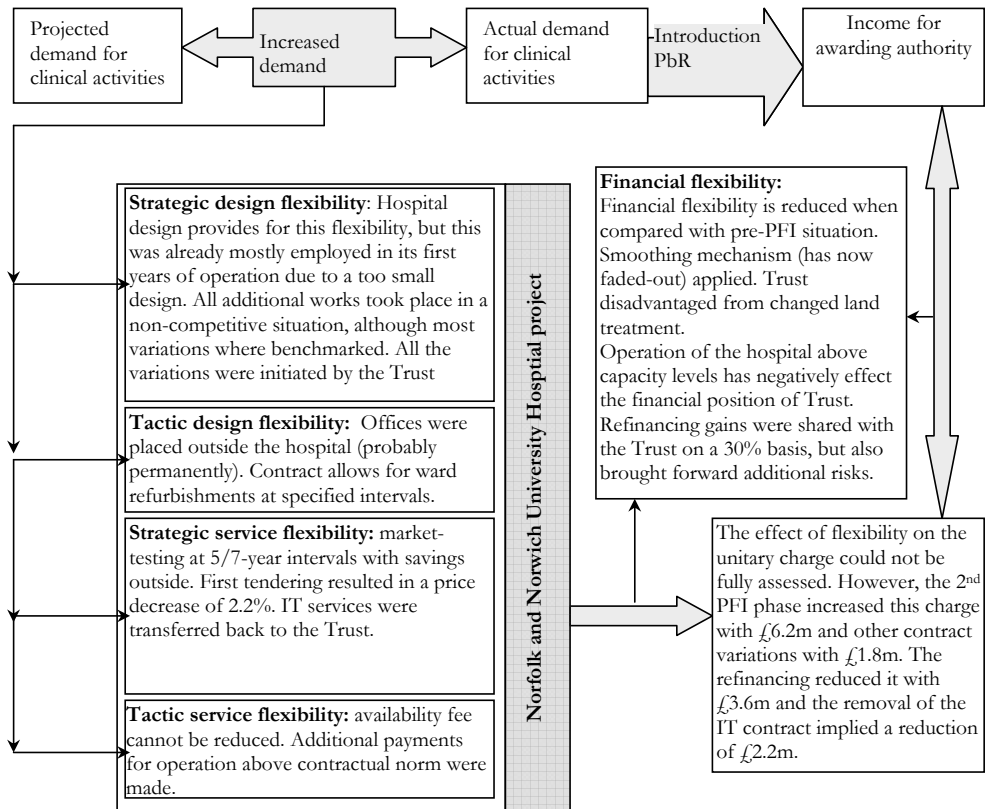 Projected
demand for
clinical activities
Increased
demand
Actual demand
for clinical
activities
Introduction
PbR
Income for
awarding authority
Strategic design flexibility: Hospital
design provides for this flexibility, but this
was already mostly employed in its first
years of operation due to a too small
design. All additional works took place in a
non-competitive situation, although most
variations where benchmarked. All the
variations were initiated by the Trust
Tactic design flexibility: Offices were
placed outside the hospital (probably
permanently). Contract allows for ward
refurbishments at specified intervals.
Strategic service flexibility: market-
testing at 5/7-year intervals with savings
outside. First tendering resulted in a price
decrease of 2.2%. IT services were
transferred back to the Trust.
Tactic service flexibility: availability fee
cannot be reduced. Additional payments
for operation above contractual norm were
made.
Norfolk and Norwich University Hosptial project
Financial flexibility:
Financial flexibility is reduced when
compared with pre-PFI situation.
Smoothing mechanism (has now
faded-out) applied. Trust
disadvantaged from changed land
treatment.
Operation of the hospital above
capacity levels has negatively effect
the financial position of Trust.
Refinancing gains were shared with
the Trust on a 30% basis, but also
brought forward additional risks.
The effect of flexibility on the
unitary charge could not be
fully assessed. However, the 2nd
PFI phase increased this charge
with £6.2m and other contract
variations with £1.8m. The
refinancing reduced it with
£3.6m and the removal of the
IT contract implied a reduction
of £2.2m.